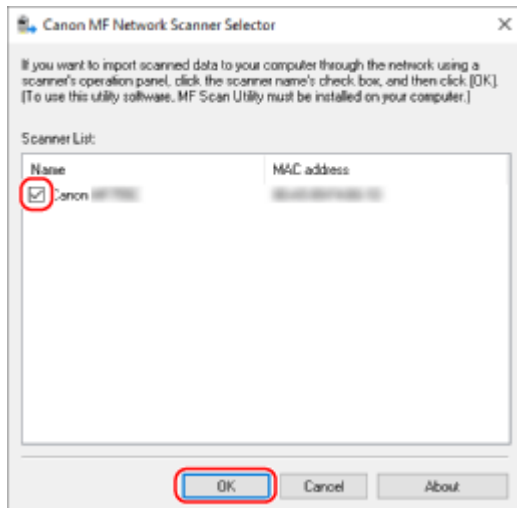 Canon MF Network Scanner Selector
If you want to import scanned data to your computer through the network using a
scanner's operation panel, click the scanner name's check box, and then click [OK].
(To use this utility software, MF Scan Utility must be installed on your computer.)
Scanner List:
Name MAC address
Canon
OK Cancel About